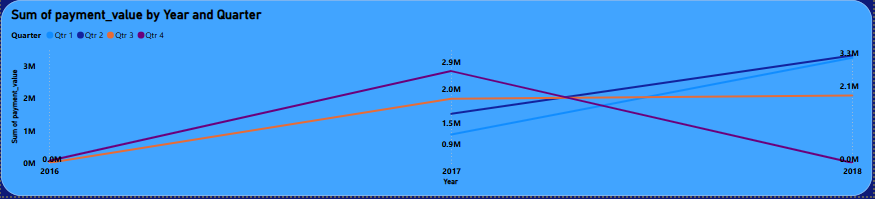 Sum of payment_value by Year and Quarter
Quarter Qtr 1 Qtr 2 Qtr 3 Qtr 4
3.3M
2.9M
3M
2.1M
2.0M
2M
1.5M
1M
0.9M
0M
0.0M
0.0M
Sum of payment_value
2016 2017 2018
Year